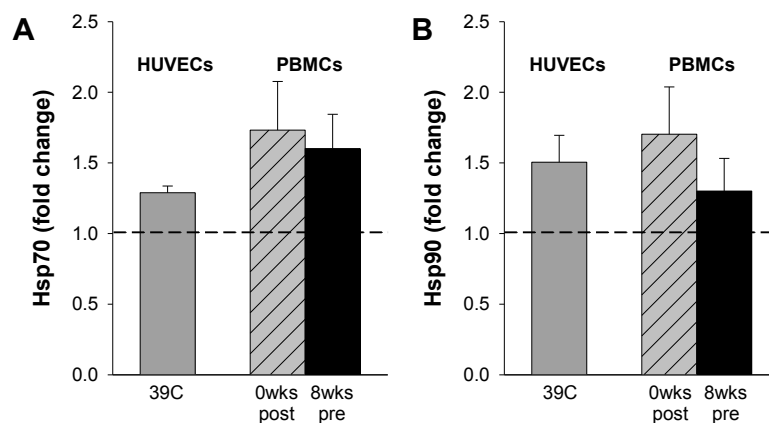 A
Hsp70 (fold change)
2.5
2.0
1.5
1.0
0.5
0.0
HUVECs
PBMCs
39C
0wks
post
8wks
pre
B
Hsp90 (fold change)
2.5
2.0
1.5
1.0
0.5
0.0
HUVECs
PBMCs
39C
0wks
post
8wks
pre